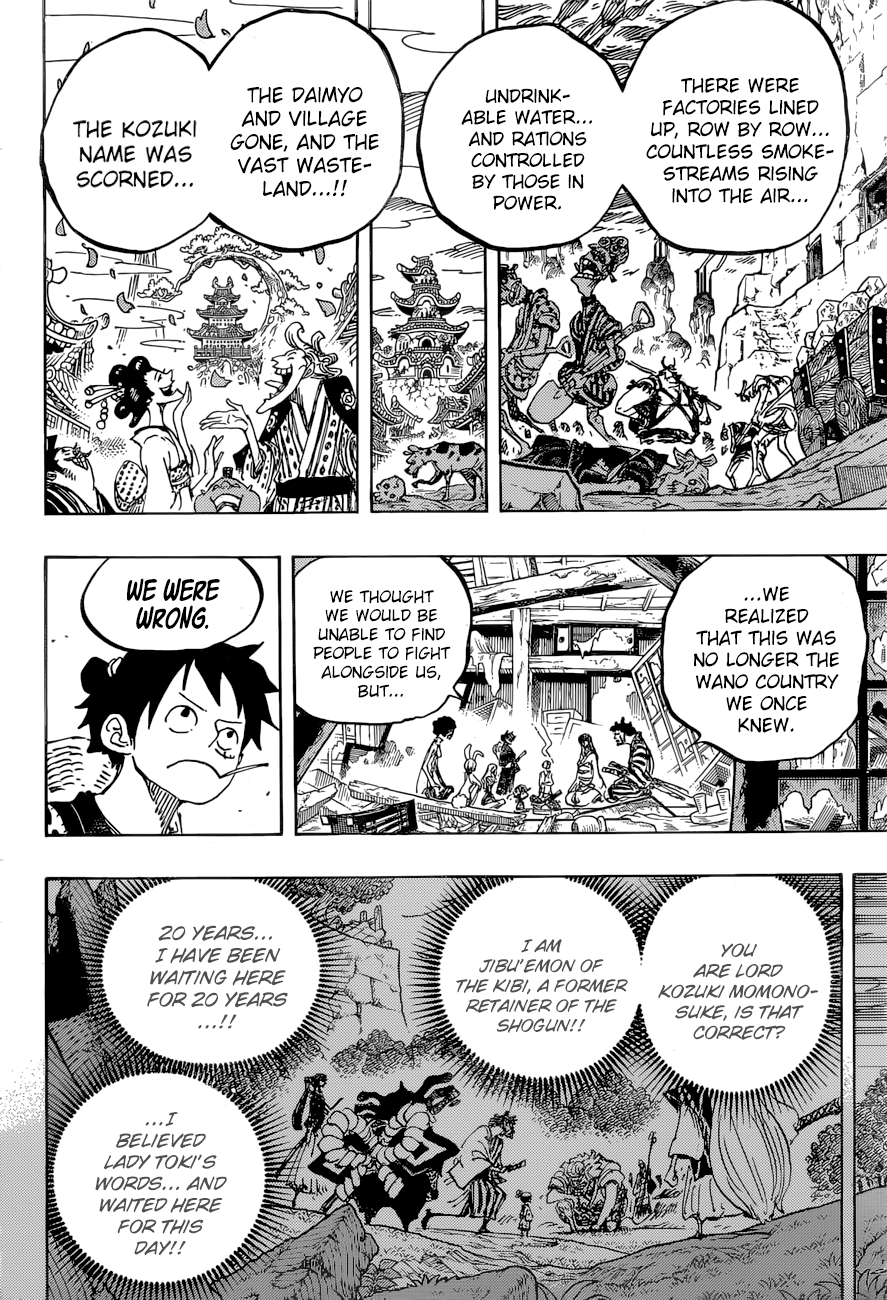 THERE WERE
FACTORIES LINED
UP, ROW BY ROW...
COUNTLESS SMOKE-
STREAMS RISING
INTO THE AIR...
UNDRINK-
ABLE WATER...
AND RATIONS
CONTROLLED
BY THOSE IN
POWER.
THE DAIMYO
AND VILLAGE
GONE, AND THE
VAST WASTE-
LAND...!!
THE KOZUKI
NAME WAS
SCORNED...
...WE
REALIZED
THAT THIS WAS
NO LONGER THE
WANO COUNTRY
WE ONCE
KNEW.
WE THOUGHT
WE WOULD BE
UNABLE TO FIND
PEOPLE TO FIGHT
ALONGSIDE US,
BUT...
WE WERE
WRONG.
YOU
ARE LORD
KOZUKI MOMONO-
SUKE, IS THAT
CORRECT?
I AM
JIBU'EMON OF
THE KIBI, A FORMER
RETAINER OF THE
SHOGUN!!
20 YEARS...
I HAVE BEEN
WAITING HERE
FOR 20 YEARS
...!!
...I
BELIEVED
LADY TOKI'S
WORDS... AND
WAITED HERE
FOR THIS
DAY!!